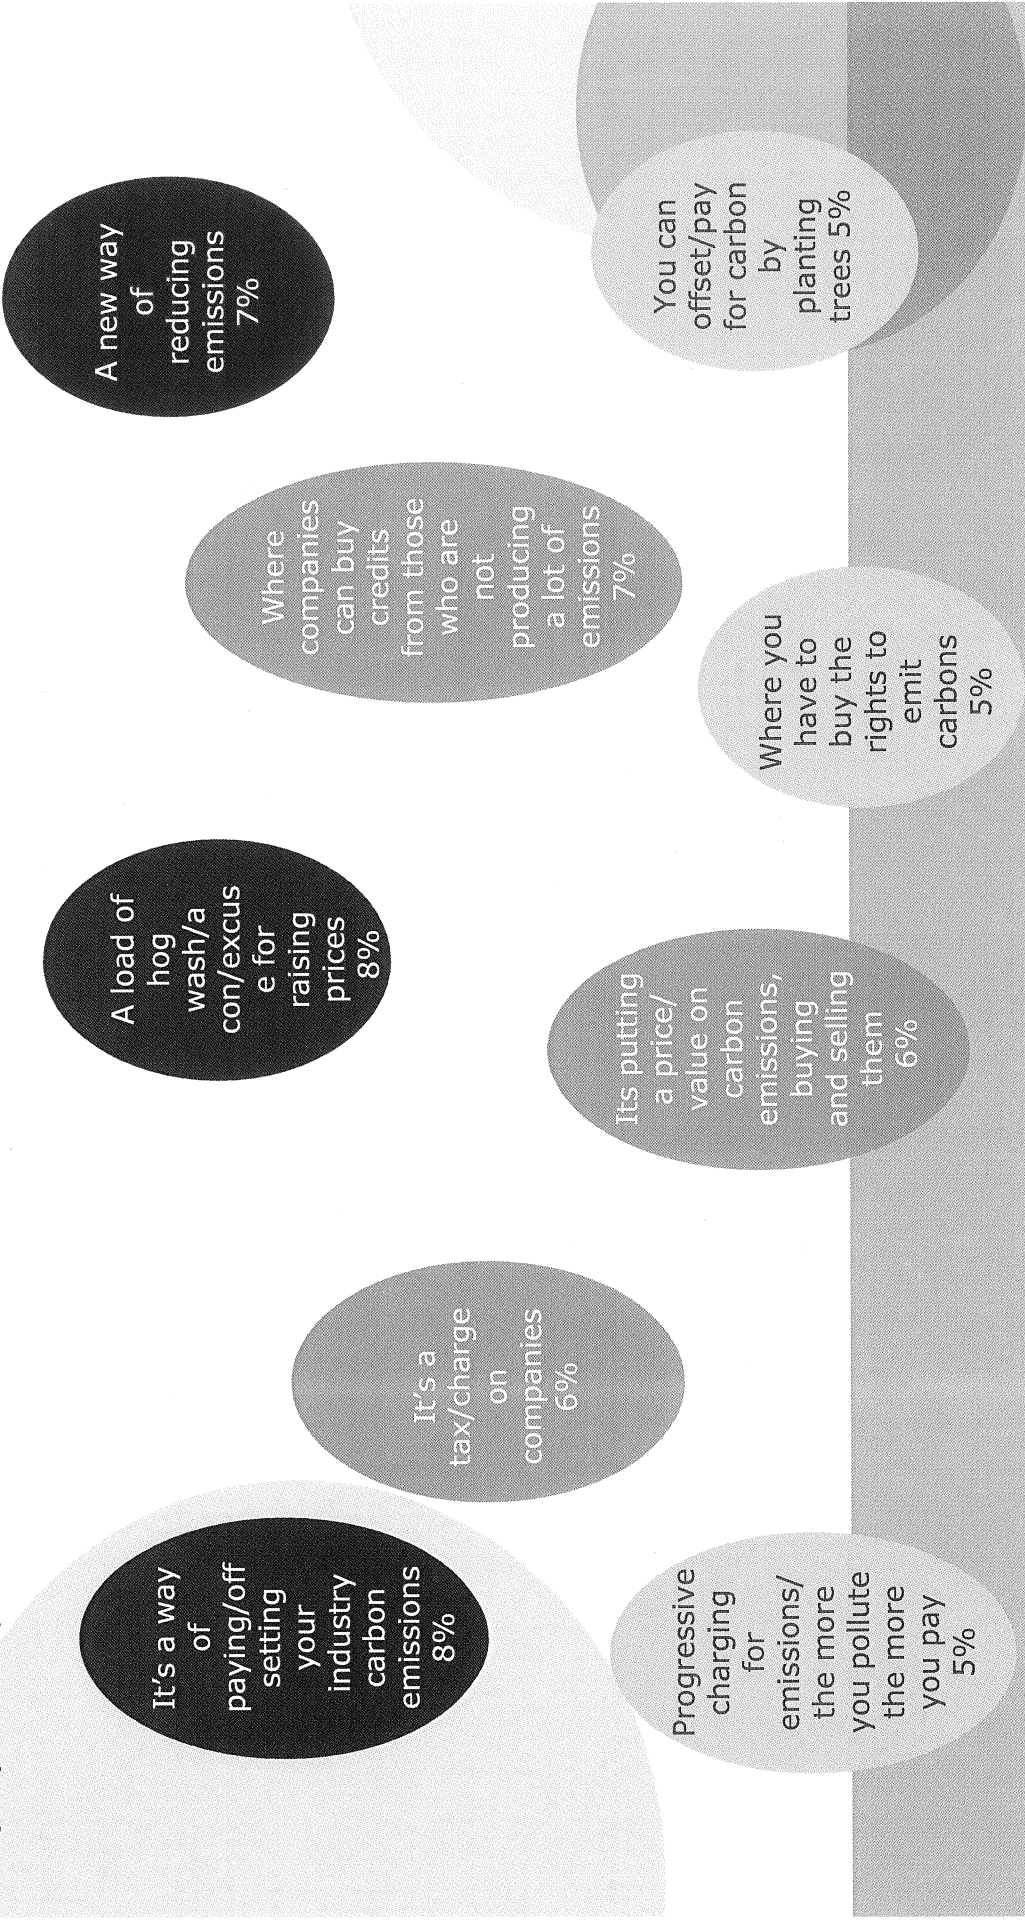 It's a way
of
paying/off
setting
your
industry
carbon
emissions
8%
A load of
hog
wash/a
con/excus
e for
raising
prices
8%
A new way
of
reducing
emissions
7%
It's a
tax/charge
on
companies
6%
Where
companies
can buy
credits
from those
who are
not
producing
a lot of
emissions
7%
Progressive
charging
for
emissions/
the more
you pollute
the more
you pay
5%
Its putting
a price/
value on
carbon
emissions,
buying
and selling
them
6%
Where you
have to
buy the
rights to
emit
carbons
5%
You can
offset/pay
for carbon
by
planting
trees 5%